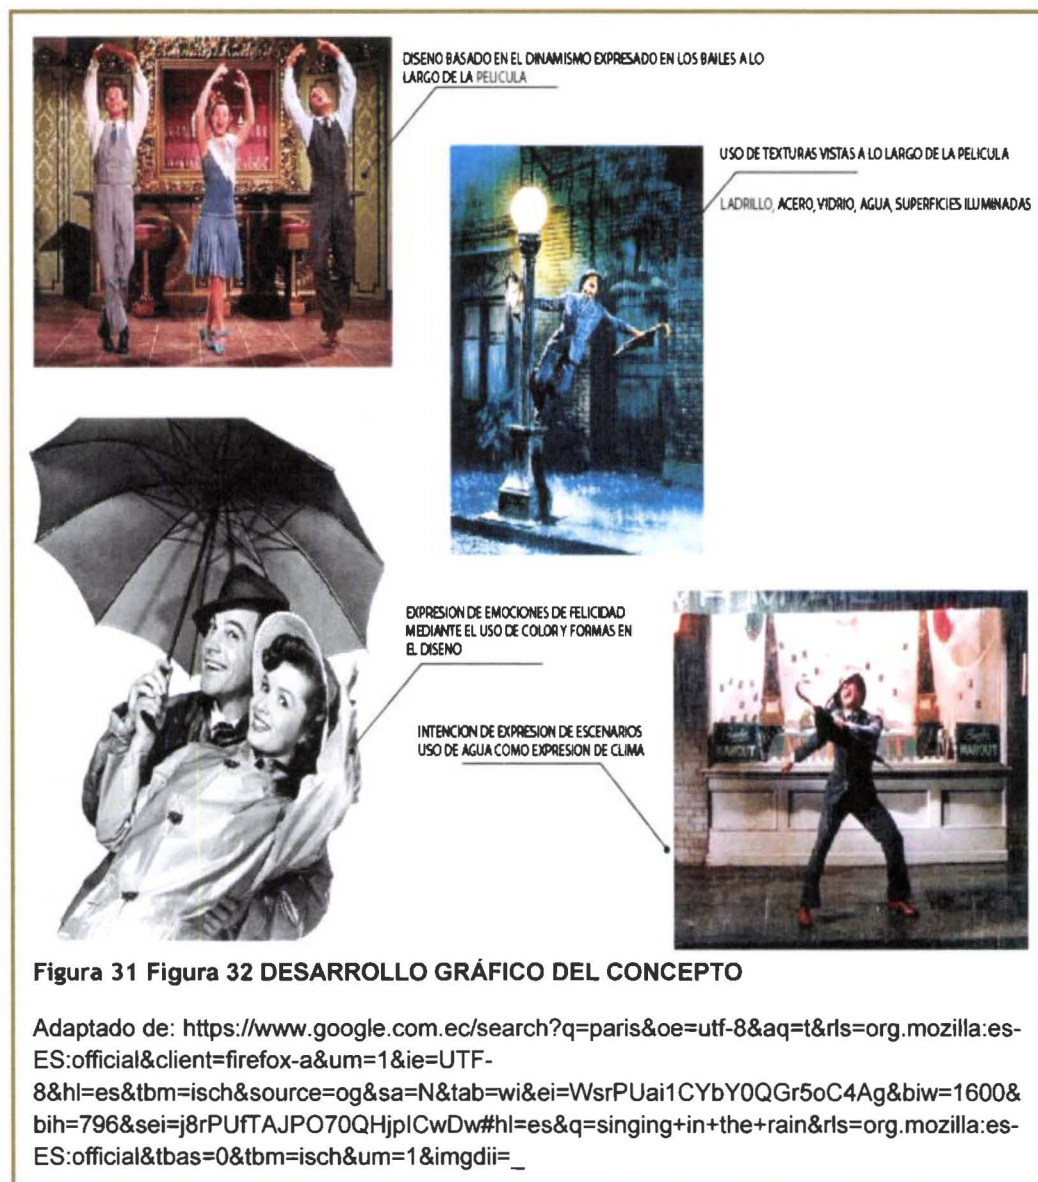 DISENO BASADO EN EL DINAMISMO EXPRESADO EN LOS BAILES A LO
LARGO DE LA PELICULA
USO DE TEXTURAS VISTAS A LO LARGO DE LA PELICULA
LADRILLO, ACERO, VIDRIO, AGUA, SUPERFICIES ILUMINADAS
EXPRESION DE EMOCIONES DE FELICIDAD
MEDIANTE EL USO DE COLOR Y FORMAS EN
EL DISENO
INTENCION DE EXPRESION DE ESCENARIOS
USO DE AGUA COMO EXPRESION DE CLIMA
Figura 31 Figura 32 DESARROLLO GRÁFICO DEL CONCEPTO
Adaptado de: https://www.google.com.ec/search?q=paris&oe=utf-8&aq=t&rls=org.mozilla:es-
ES:official&client=firefox-a&um=1&ie=UTF-
8&hl=es&tbm=isch&source=og&sa=N&tab=wi&ei=WsrPUai1CYbY0QGr5oC4Ag&biw=1600&
bih=796&sei=j8rPUfTAJPO70QHjpICwDw#hl=es&q=singing+in+the+rain&rls=org.mozilla:es-
ES:official&tbas=0&tbm=isch&um=1&imgdii=_